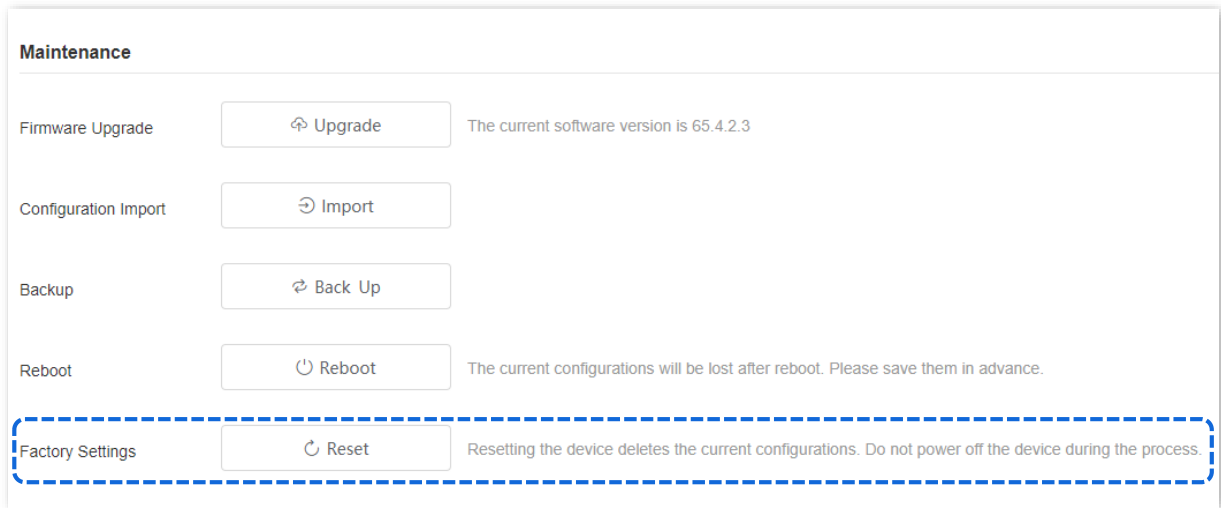 Maintenance
Firmware Upgrade Upgrade The current software version is 65.4.2.3
Configuration Import Import
Backup Back Up
Reboot Reboot The current configurations will be lost after reboot. Please save them in advance.
Factory Settings Reset Resetting the device deletes the current configurations. Do not power off the device during the process.